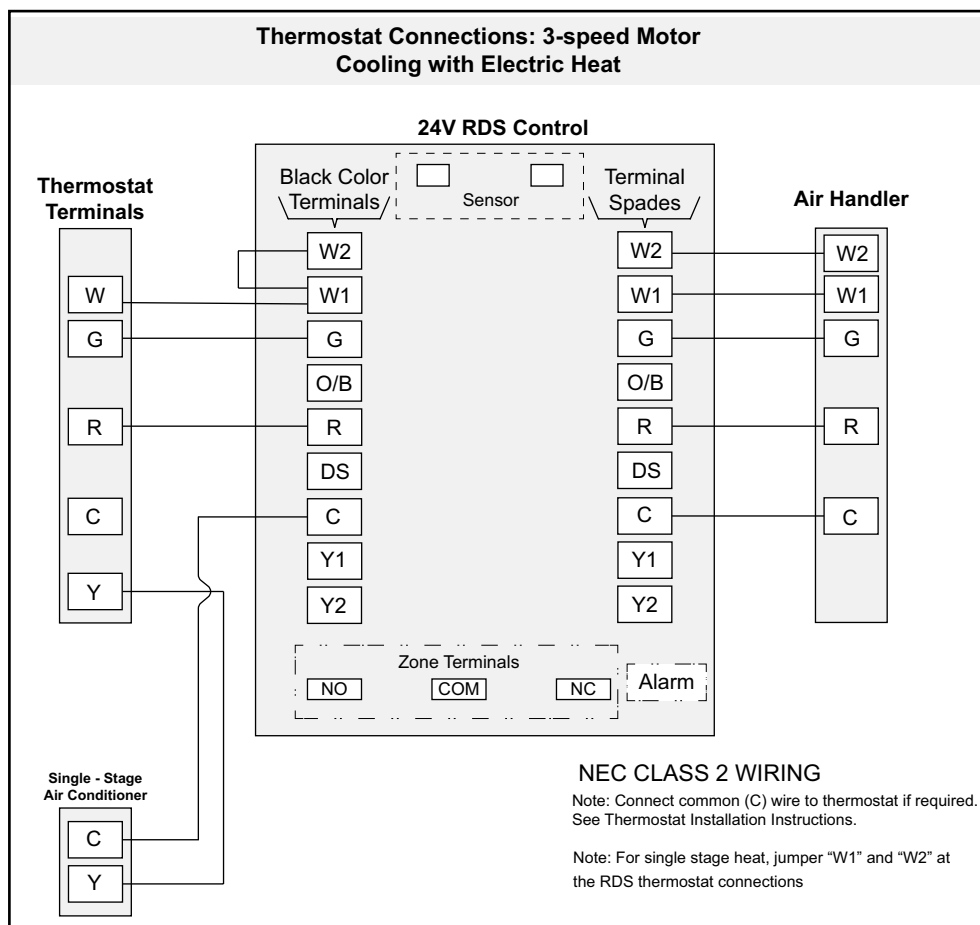 Thermostat Connections: 3-speed Motor
Cooling with Electric Heat
24V RDS Control
Thermostat
Terminals
W
G
R
C
Y
Black Color
Terminals
Sensor
Terminal
Spades
W2
W1
G
O/B
R
DS
C
Y1
Y2
W2
W1
G
O/B
R
DS
C
Y1
Y2
Air Handler
W2
W1
G
R
C
Zone Terminals
NO
COM
NC
Alarm
Single - Stage
Air Conditioner
C
Y
NEC CLASS 2 WIRING
Note: Connect common (C) wire to thermostat if required.
See Thermostat Installation Instructions.
Note: For single stage heat, jumper “W1” and “W2” at
the RDS thermostat connections